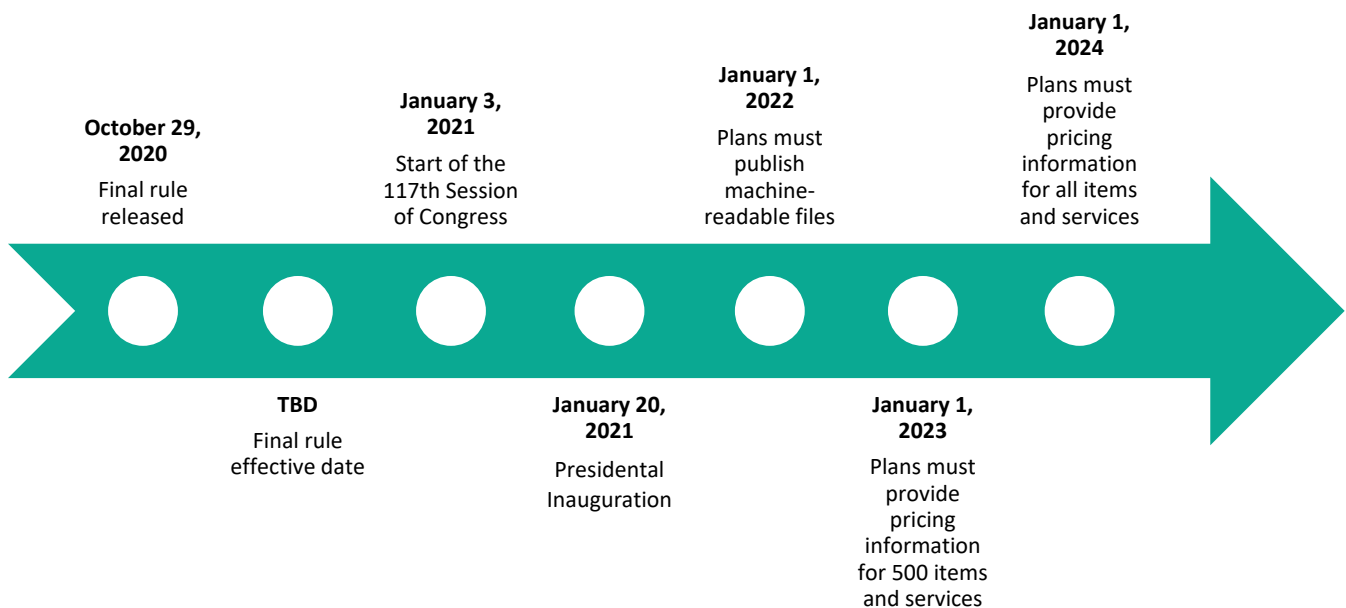 October 29,
2020
Final rule
released
TBD
Final rule
effective date
January 3,
2021
Start of the
117th Session
of Congress
January 20,
2021
Presidental
Inauguration
January 1,
2022
Plans must
publish
machine-
readable files
January 1,
2023
Plans must
provide
pricing
information
for 500 items
and services
January 1,
2024
Plans must
provide
pricing
information
for all items
and services